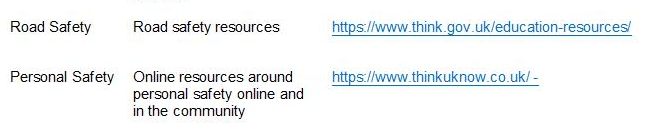 Road Safety Road safety resources https://www.think.gov.uk/education-resources/
Personal Safety Online resources around https://www.thinkuknow.co.uk/ -
personal safety online and
in the community